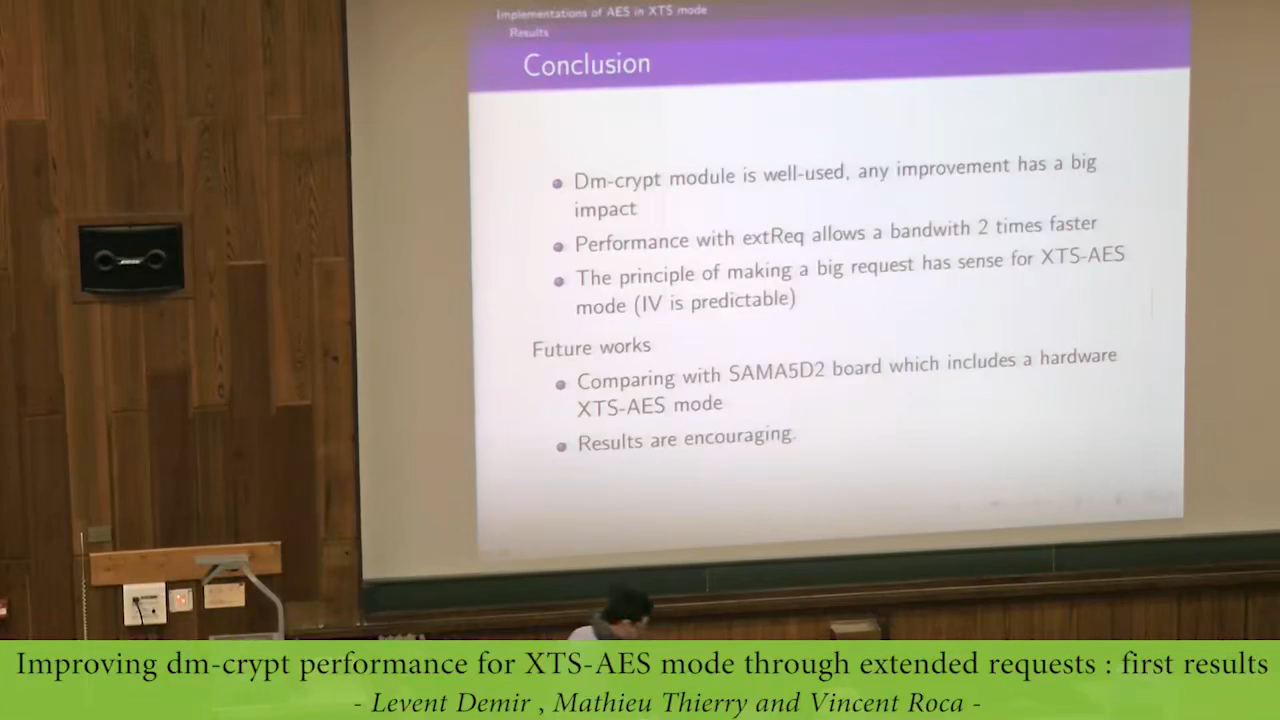 Implementations of AES in XTS mode
Results
Conclusion
Dm-crypt module is well-used, any improvement has a big
impact
Performance with extReq allows a bandwith 2 times faster
The principle of making a big request has sense for XTS-AES
mode (IV is predictable)
Future works
Comparing with SAMA5D2 board which includes a hardware
XTS-AES mode
Results are encouraging.
BOSE
Improving dm-crypt performance for XTS-AES mode through extended requests : first results
- Levent Demir , Mathieu Thierry and Vincent Roca -